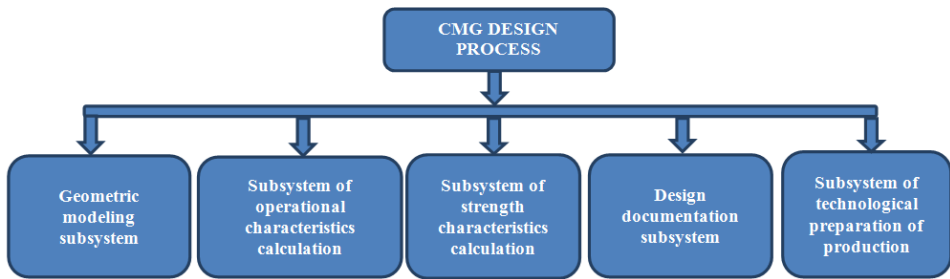 CMG DESIGN
PROCESS
Geometric
modeling
subsystem
Subsystem of
operational
characteristics
calculation
Subsystem of
strength
characteristics
calculation
Design
documentation
subsystem
Subsystem of
technological
preparation of
production